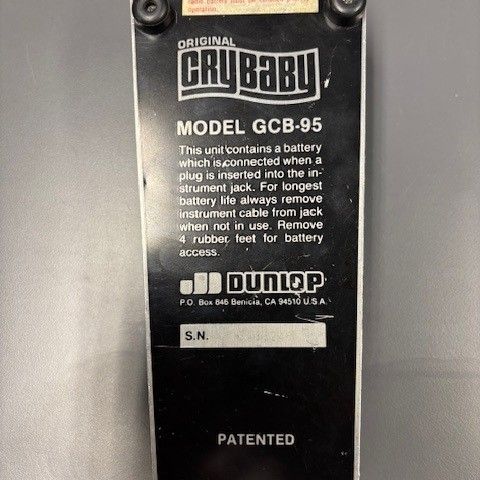 operation.
ORIGINAL
CRYBABY
MODEL GCB-95
This unit contains a battery
which is connected when a
plug is inserted into the in-
strument jack. For longest
battery life always remove
instrument cable from jack
when not in use. Remove
4 rubber feet for battery
access.
DUNLOP
P.O. Box 846 Benicia, CA 94510 U.S.A.
S.N.
PATENTED